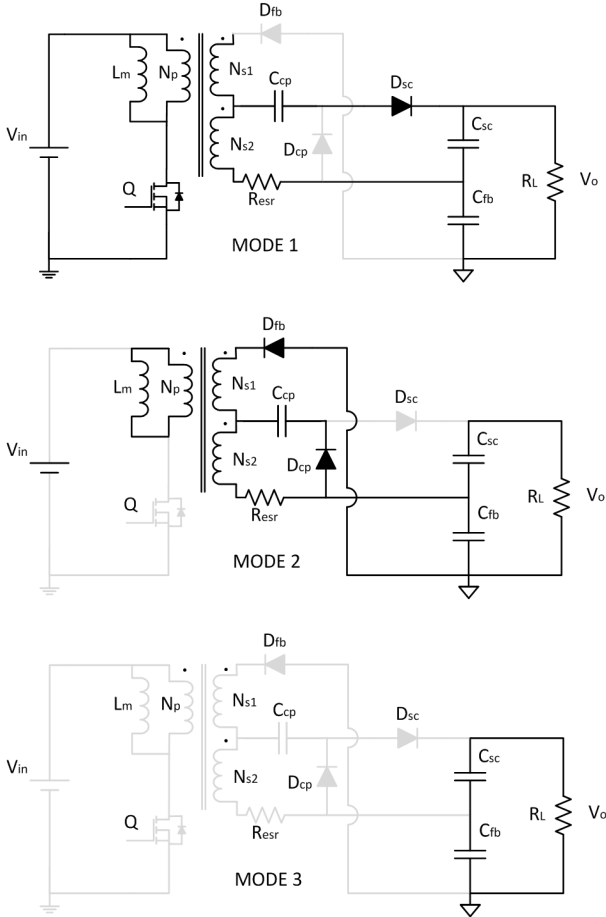 Dfb
Lm
Np
Ns1
Ccp
Dsc
Vin
Ns2
Dcp
Csc
Q
Resr
Cfb
RL
Vo
MODE 1
Dfb
Lm
Np
Ns1
Ccp
Dsc
Vin
Ns2
Dcp
Csc
Q
Resr
Cfb
RL
Vo
MODE 2
Dfb
Lm
Np
Ns1
Ccp
Dsc
Vin
Ns2
Dcp
Csc
Q
Resr
Cfb
RL
Vo
MODE 3